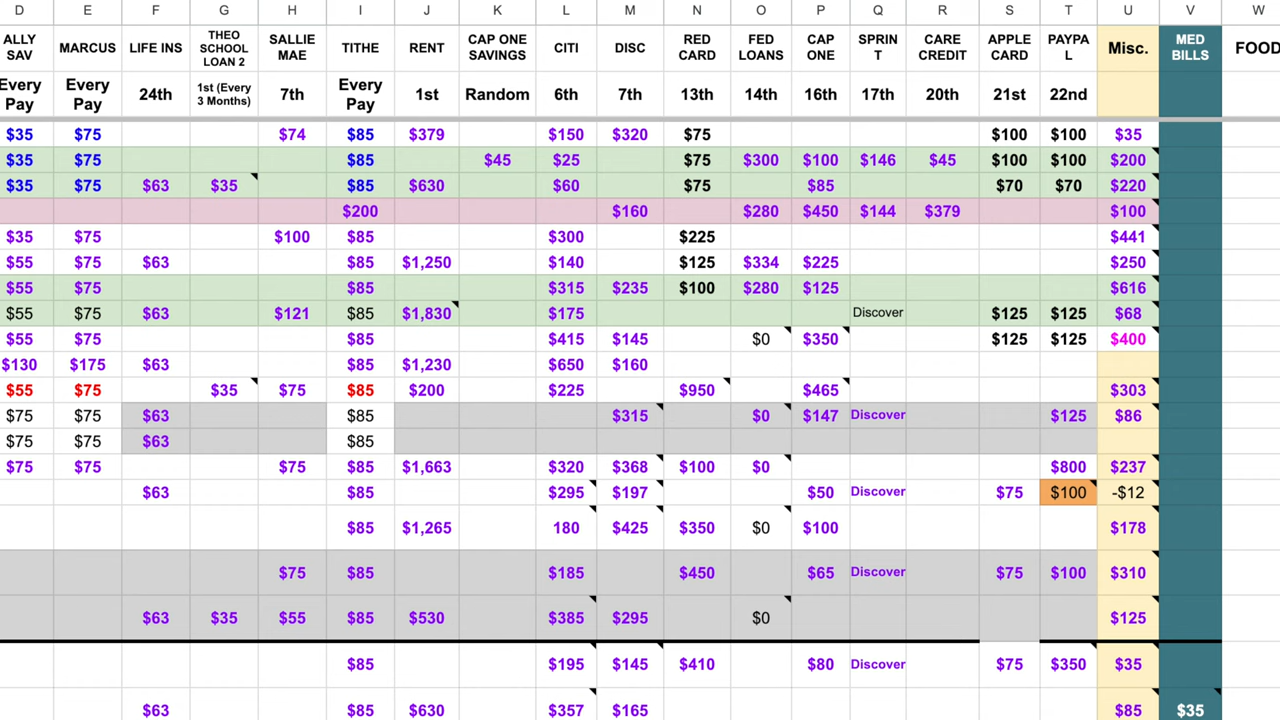 D E F G H I J K L M N O P Q R S T U V W
ALLY SAV MARCUS LIFE INS THEO SCHOOL LOAN 2 SALLIE MAE TITHE RENT CAP ONE SAVINGS CITI DISC RED CARD FED LOANS CAP ONE SPRIN T CARE CREDIT APPLE CARD PAYPA L Misc. MED BILLS FOOD
Every Pay Every Pay 24th 1st (Every 3 Months) 7th Every Pay 1st Random 6th 7th 13th 14th 16th 17th 20th 21st 22nd
$35 $75 $74 $85 $379 $150 $320 $75 $100 $100 $35
$35 $75 $85 $45 $25 $75 $300 $100 $146 $45 $100 $100 $200
$35 $75 $63 $35 $85 $630 $60 $75 $85 $70 $70 $220
$200 $160 $280 $450 $144 $379 $100
$35 $75 $100 $85 $300 $225 $441
$55 $75 $63 $85 $1,250 $140 $125 $334 $225 $250
$55 $75 $85 $315 $235 $100 $280 $125 $616
$55 $75 $63 $121 $85 $1,830 $175 Discover $125 $125 $68
$55 $75 $85 $415 $145 $0 $350 $125 $125 $400
$130 $175 $63 $85 $1,230 $650 $160
$55 $75 $35 $75 $85 $200 $225 $950 $465 $303
$75 $75 $63 $85 $315 $0 $147 Discover $125 $86
$75 $75 $63 $85
$75 $75 $75 $85 $1,663 $320 $368 $100 $0 $800 $237
$63 $85 $295 $197 $50 Discover $75 $100 -$12
$85 $1,265 180 $425 $350 $0 $100 $178
$75 $85 $185 $450 $65 Discover $75 $100 $310
$63 $35 $55 $85 $530 $385 $295 $0 $125
$85 $195 $145 $410 $80 Discover $75 $350 $35
$63 $85 $630 $357 $165 $85 $35